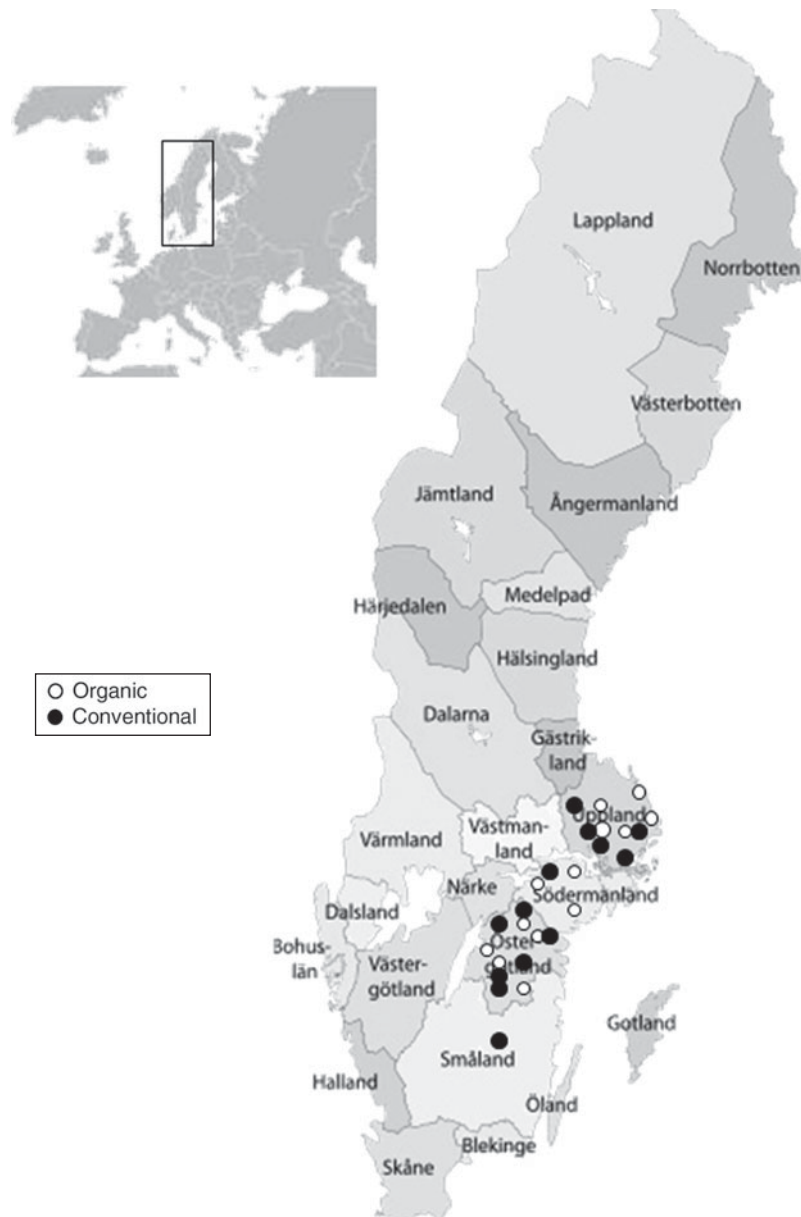 Lappland
Norrbotten
Västerbotten
Jämtland
Ångermanland
Medelpad
Härjedalen
Hälsingland
Organic
Conventional
Dalarna
Gästrik-
land
Uppland
Västman-
land
Värmland
Närke
Södermanland
Dalsland
Bohus-
län
Väster-
götland
Öster
götland
Gotland
Småland
Halland
Öland
Blekinge
Skåne